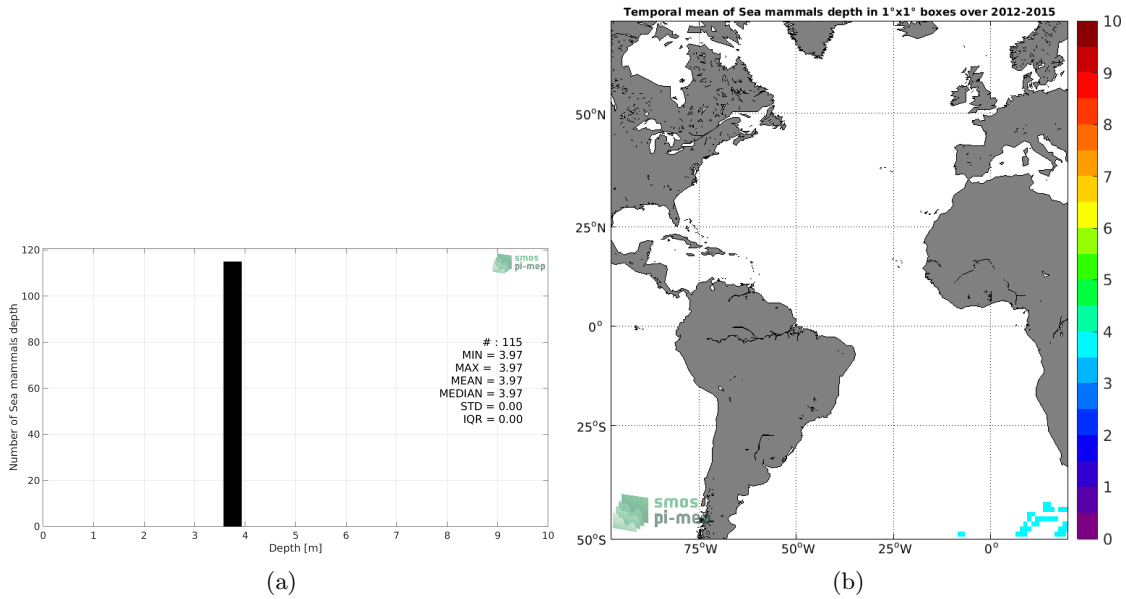 Temporal mean of Sea mammals depth in 1°x1° boxes over 2012-2015
120
100
80
60
40
20
0
0 1 2 3 4 5 6 7 8 9 10
Number of Sea mammals depth
Depth [m]
smos
pi-mep
# : 115
MIN = 3.97
MAX = 3.97
MEAN = 3.97
MEDIAN = 3.97
STD = 0.00
IQR = 0.00
(a)
50°N
25°N
0°
25°S
50°S
75°W 50°W 25°W 0°
smos
pi-mep
10
9
8
7
6
5
4
3
2
1
0
(b)